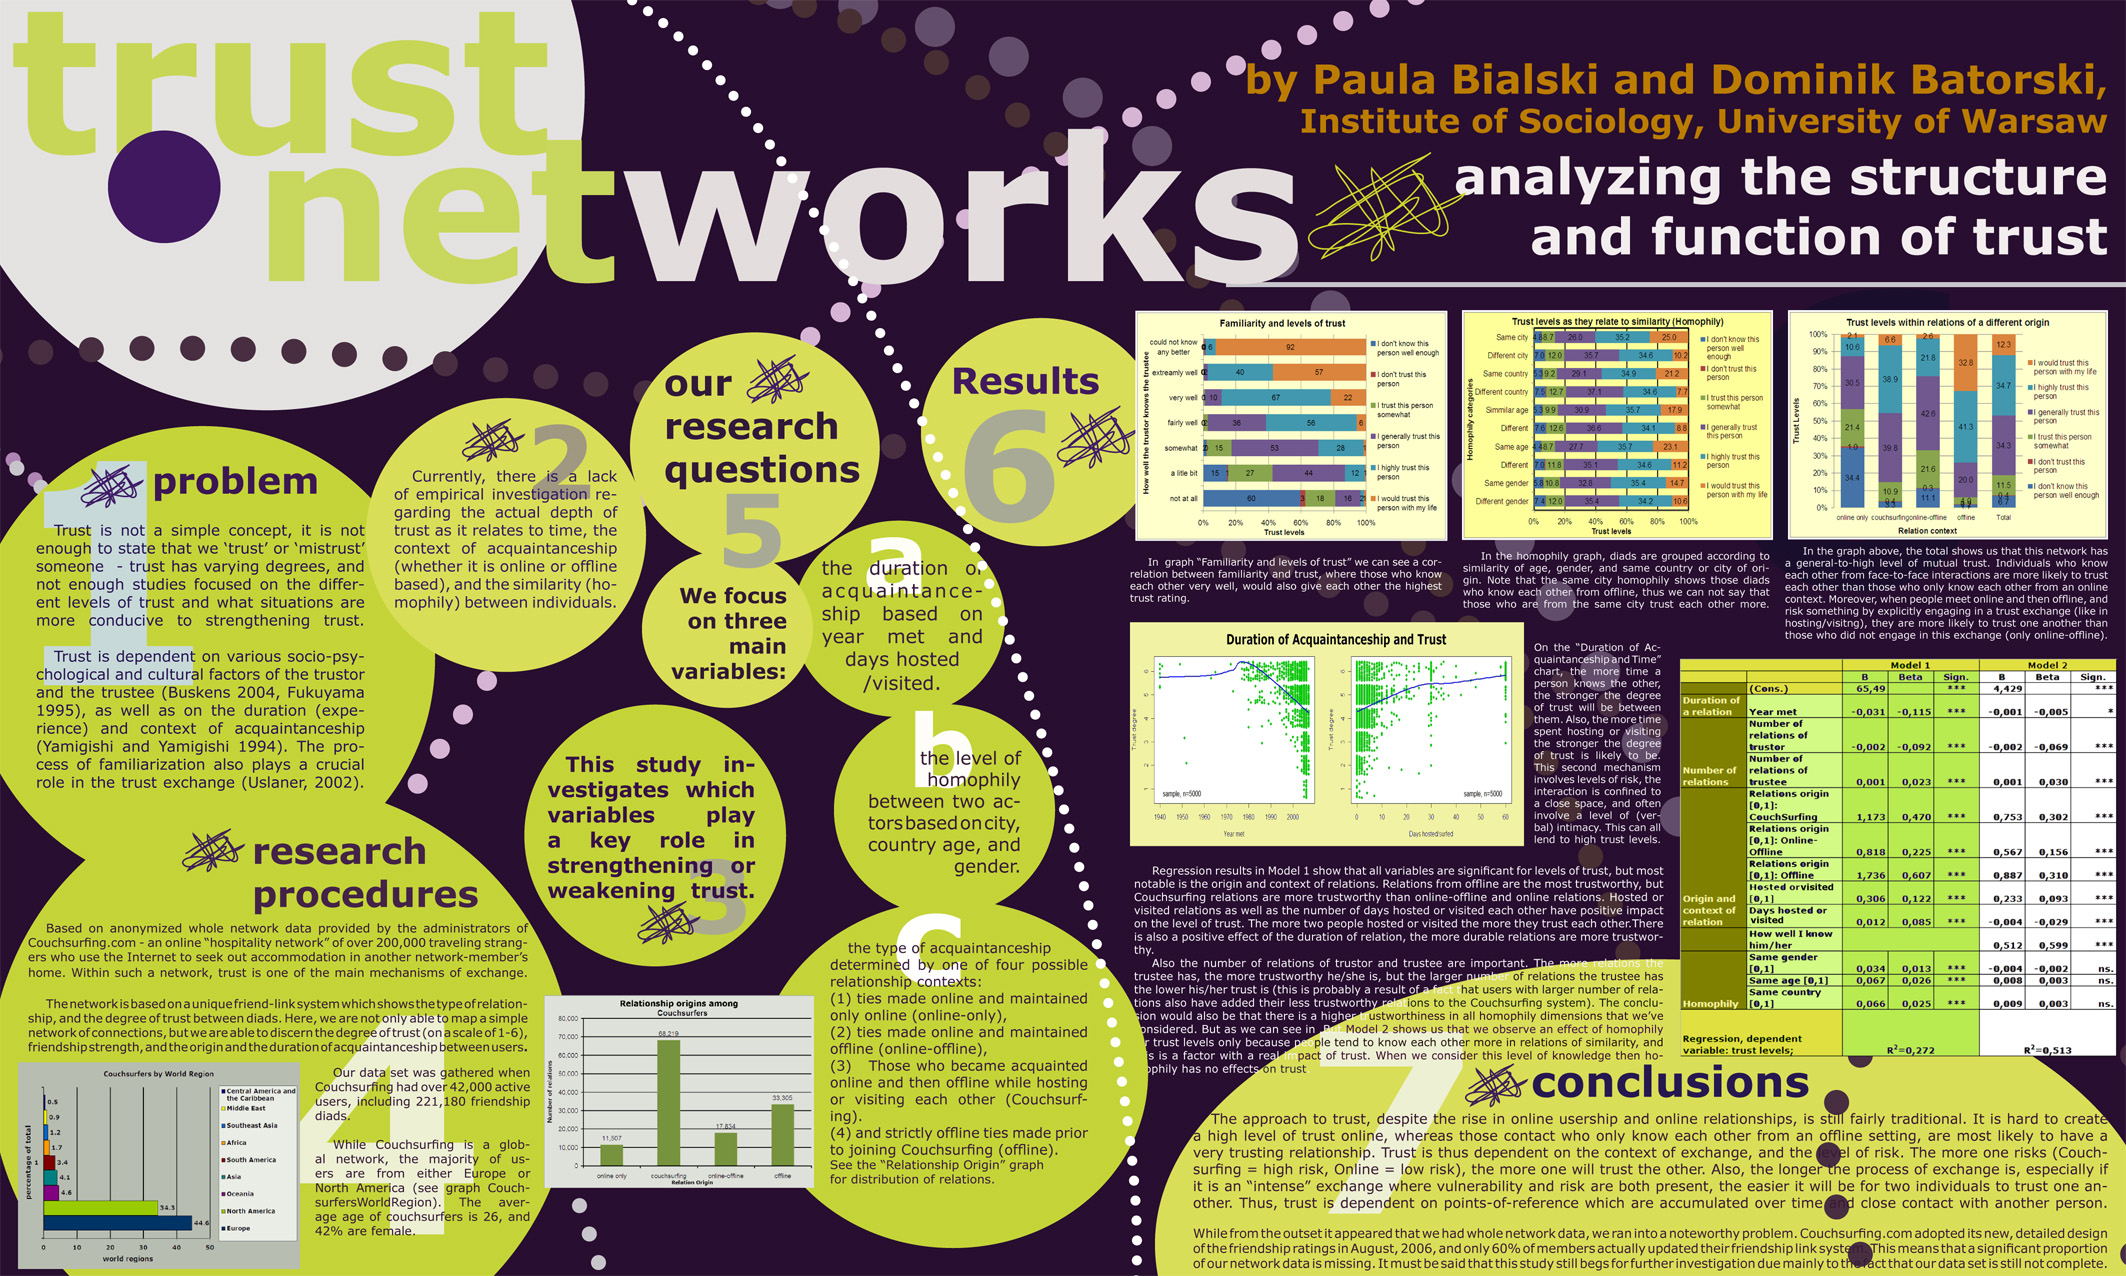 trust
networks
by Paula Bialski and Dominik Batorski,
Institute of Sociology, University of Warsaw
analyzing the structure
and function of trust
1
problem
Trust is not a simple concept, it is not
enough to state that we 'trust' or 'mistrust'
someone - trust has varying degrees, and
not enough studies focused on the differ-
ent levels of trust and what situations are
more conducive to strengthening trust.
Trust is dependent on various socio-psy-
chological and cultural factors of the trustor
and the trustee (Buskens 2004, Fukuyama
1995), as well as on the duration (expe-
rience) and context of acquaintanceship
(Yamigishi and Yamigishi 1994). The pro-
cess of familiarization also plays a crucial
role in the trust exchange (Uslaner, 2002).
2
Currently, there is a lack
of empirical investigation re-
garding the actual depth of
trust as it relates to time, the
context of acquaintanceship
(whether it is online or offline
based), and the similarity (ho-
mophily) between individuals.
This study in-
vestigates which
variables play
a key role in
strengthening or
weakening trust.
3
research
procedures
4
Based on anonymized whole network data provided by the administrators of
Couchsurfing.com - an online "hospitality network" of over 200,000 traveling strang-
ers who use the Internet to seek out accommodation in another network-member's
home. Within such a network, trust is one of the main mechanisms of exchange.
The network is based on a unique friend-link system which shows the type of relation-
ship, and the degree of trust between diads. Here, we are not only able to map a simple
network of connections, but we are able to discern the degree of trust (on a scale of 1-6),
friendship strength, and the origin and the duration of acquaintanceship between users.
Couchsurfers by World Region
percentage of total
1
0.5
0.9
1.2
1.7
3.4
4.1
4.6
34.3
44.6
0 10 20 30 40 50
world regions
Central America and
the Caribbean
Middle East
Southeast Asia
Africa
South America
Asia
Oceania
North America
Europe
Our data set was gathered when
Couchsurfing had over 42,000 active
users, including 221,180 friendship
diads.
While Couchsurfing is a glob-
al network, the majority of us-
ers are from either Europe or
North America (see graph Couch-
surfersWorldRegion). The aver-
age age of couchsurfers is 26, and
42% are female.
our
research
questions
5
We focus
on three
main
variables:
a
the duration of
acquaintance-
ship based on
year met and
days hosted
/visited.
b
the level of
homophily
between two ac-
tors based on city,
country age, and
gender.
c
the type of acquaintanceship
determined by one of four possible
relationship contexts:
(1) ties made online and maintained
only online (online-only),
(2) ties made online and maintained
offline (online-offline),
(3) Those who became acquainted
online and then offline while hosting
or visiting each other (Couchsurf-
ing).
(4) and strictly offline ties made prior
to joining Couchsurfing (offline).
See the "Relationship Origin" graph
for distribution of relations.
Relationship origins among
Couchsurfers
Number of relations
80,000
70,000
60,000
50,000
40,000
30,000
20,000
10,000
0
11,507
68,219
17,834
33,305
online only couchsurfing online-offline offline
Relation Origin
Results
6
Familiarity and levels of trust
How well the trustor knows the trustee
could not know
any better
6 92
extreamly well 40 57
very well 10 67 22
fairly well 36 56 6
somewhat 15 53 28
a little bit 15 1 27 44 12 1
not at all 60 3 18 16 2
0% 20% 40% 60% 80% 100%
Trust levels
I don't know this
person well enough
I don't trust this
person
I trust this person
somewhat
I generally trust this
person
I highly trust this
person
I would trust this
person with my life
In graph "Familiarity and levels of trust" we can see a cor-
relation between familiarity and trust, where those who know
each other very well, would also give each other the highest
trust rating.
Trust levels as they relate to similarity (Homophily)
Homophily categories
Same city 4.8 8.7 26.0 35.2 25.0
Different city 7.0 12.0 35.7 34.6 10.2
Same country 5.3 9.2 29.1 34.9 21.2
Different country 7.5 12.7 37.1 34.6 7.7
Simmilar age 5.3 9.9 30.9 35.7 17.9
Different 7.6 12.6 36.6 34.1 8.8
Same age 4.4 8.7 27.7 35.7 23.1
Different 7.0 11.8 35.1 34.6 11.2
Same gender 5.8 10.8 32.8 35.4 14.7
Different gender 7.4 12.0 35.4 34.2 10.6
0% 20% 40% 60% 80% 100%
Trust levels
I don't know this
person well
enough
I don't trust this
person
I trust this person
somewhat
I generally trust
this person
I highly trust this
person
I would trust this
person with my life
In the homophily graph, diads are grouped according to
similarity of age, gender, and same country or city of ori-
gin. Note that the same city homophily shows those diads
who know each other from offline, thus we can not say that
those who are from the same city trust each other more.
Trust levels within relations of a different origin
Trust Levels
100%
90%
80%
70%
60%
50%
40%
30%
20%
10%
0%
2.1 10.6 30.5 21.4 1.0 34.4
6.6 38.9 39.8 10.9 0.4 3.3
2.6 21.8 42.6 21.6 0.3 11.1
32.8 41.3 20.0 4.0
12.3 34.7 34.3 11.5 0.4 6.7
online only couchsurfing online-offline offline Total
Relation context
I would trust this
person with my life
I highly trust this
person
I generally trust this
person
I trust this person
somewhat
I don't trust this
person
I don't know this
person well enough
In the graph above, the total shows us that this network has
a general-to-high level of mutual trust. Individuals who know
each other from face-to-face interactions are more likely to trust
each other than those who only know each other from an online
context. Moreover, when people meet online and then offline, and
risk something by explicitly engaging in a trust exchange (like in
hosting/visitng), they are more likely to trust one another than
those who did not engage in this exchange (only online-offline).
Duration of Acquaintanceship and Trust
Trust degree
6
5
4
3
2
1
sample, n=5000
1940 1950 1960 1970 1980 1990 2000
Year met
Trust degree
6
5
4
3
2
1
sample, n=5000
0 10 20 30 40 50 60
Days hosted/surfed
On the "Duration of Ac-
quaintanceship and Time"
chart, the more time a
person knows the other,
the stronger the degree
of trust will be between
them. Also, the more time
spent hosting or visiting
the stronger the degree
of trust is likely to be.
This second mechanism
involves levels of risk, the
interaction is confined to
a close space, and often
involve a level of (ver-
bal) intimacy. This can all
lend to high trust levels.
Model 1 Model 2
B Beta Sign. B Beta Sign.
(Cons.) 65,49 *** 4,429 ***
Duration of
a relation
Year met -0,031 -0,115 *** -0,001 -0,005 *
Number of
relations
Number of
relations of
trustor -0,002 -0,092 *** -0,002 -0,069 ***
Number of
relations of
trustee 0,001 0,023 *** 0,001 0,030 ***
Origin and
context of
relation
Relations origin
[0,1]:
CouchSurfing 1,173 0,470 *** 0,753 0,302 ***
Relations origin
[0,1]: Online-
Offline 0,818 0,225 *** 0,567 0,156 ***
Relations origin
[0,1]: Offline 1,736 0,607 *** 0,887 0,310 ***
Hosted orvisited
[0,1] 0,306 0,122 *** 0,233 0,093 ***
Days hosted or
visited 0,012 0,085 *** -0,004 -0,029 ***
How well I know
him/her 0,512 0,599 ***
Homophily
Same gender
[0,1] 0,034 0,013 *** -0,004 -0,002 ns.
Same age [0,1] 0,067 0,026 *** 0,008 0,003 ns.
Same country
[0,1] 0,066 0,025 *** 0,009 0,003 ns.
Regression, dependent
variable: trust levels; R²=0,272 R²=0,513
Regression results in Model 1 show that all variables are significant for levels of trust, but most
notable is the origin and context of relations. Relations from offline are the most trustworthy, but
Couchsurfing relations are more trustworthy than online-offline and online relations. Hosted or
visited relations as well as the number of days hosted or visited each other have positive impact
on the level of trust. The more two people hosted or visited the more they trust each other.There
is also a positive effect of the duration of relation, the more durable relations are more trustwor-
thy.
Also the number of relations of trustor and trustee are important. The more relations the
trustee has, the more trustworthy he/she is, but the larger number of relations the trustee has
the lower his/her trust is (this is probably a result of a fact that users with larger number of rela-
tions also have added their less trustworthy relations to the Couchsurfing system). The conclu-
sion would also be that there is a higher trustworthiness in all homophily dimensions that we've
considered. But as we can see in .But Model 2 shows us that we observe an effect of homophily
or trust levels only because people tend to know each other more in relations of similarity, and
this is a factor with a real impact of trust. When we consider this level of knowledge then ho-
mophily has no effects on trust
7
conclusions
The approach to trust, despite the rise in online usership and online relationships, is still fairly traditional. It is hard to create
a high level of trust online, whereas those contact who only know each other from an offline setting, are most likely to have a
very trusting relationship. Trust is thus dependent on the context of exchange, and the level of risk. The more one risks (Couch-
surfing = high risk, Online = low risk), the more one will trust the other. Also, the longer the process of exchange is, especially if
it is an "intense" exchange where vulnerability and risk are both present, the easier it will be for two individuals to trust one an-
other. Thus, trust is dependent on points-of-reference which are accumulated over time and close contact with another person.
While from the outset it appeared that we had whole network data, we ran into a noteworthy problem. Couchsurfing.com adopted its new, detailed design
of the friendship ratings in August, 2006, and only 60% of members actually updated their friendship link system. This means that a significant proportion
of our network data is missing. It must be said that this study still begs for further investigation due mainly to the fact that our data set is still not complete.